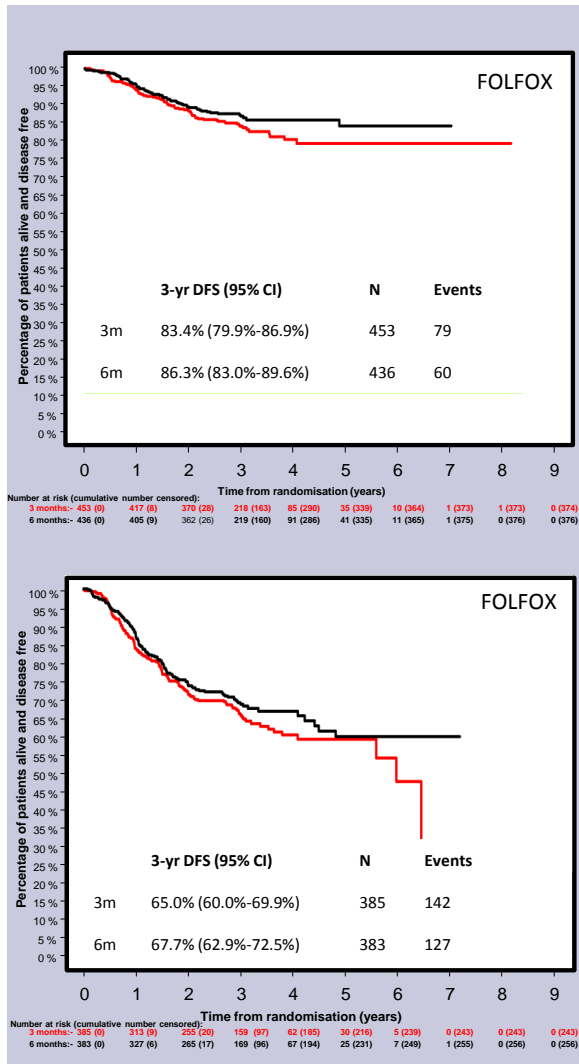 FOLFOX
Percentage of patients alive and disease free
100 %
95 %
90 %
85 %
80 %
75 %
70 %
65 %
60 %
55 %
50 %
45 %
40 %
35 %
30 %
25 %
20 %
15 %
10 %
5 %
0 %
3-yr DFS (95% CI) N Events
3m 83.4% (79.9%-86.9%) 453 79
6m 86.3% (83.0%-89.6%) 436 60
0 1 2 3 4 5 6 7 8 9
Time from randomisation (years)
Number at risk (cumulative number censored):
3 months:- 453 (0) 417 (8) 370 (28) 218 (163) 85 (290) 35 (339) 10 (364) 1 (373) 1 (373) 0 (374)
6 months:- 436 (0) 405 (9) 362 (26) 219 (160) 91 (286) 41 (335) 11 (365) 1 (375) 0 (376) 0 (376)
FOLFOX
Percentage of patients alive and disease free
100 %
95 %
90 %
85 %
80 %
75 %
70 %
65 %
60 %
55 %
50 %
45 %
40 %
35 %
30 %
25 %
20 %
15 %
10 %
5 %
0 %
3-yr DFS (95% CI) N Events
3m 65.0% (60.0%-69.9%) 385 142
6m 67.7% (62.9%-72.5%) 383 127
0 1 2 3 4 5 6 7 8 9
Time from randomisation (years)
Number at risk (cumulative number censored):
3 months:- 385 (0) 313 (9) 255 (20) 159 (97) 62 (185) 30 (216) 5 (239) 0 (243) 0 (243) 0 (243)
6 months:- 383 (0) 327 (6) 265 (17) 169 (96) 67 (194) 25 (231) 7 (249) 1 (255) 0 (256) 0 (256)